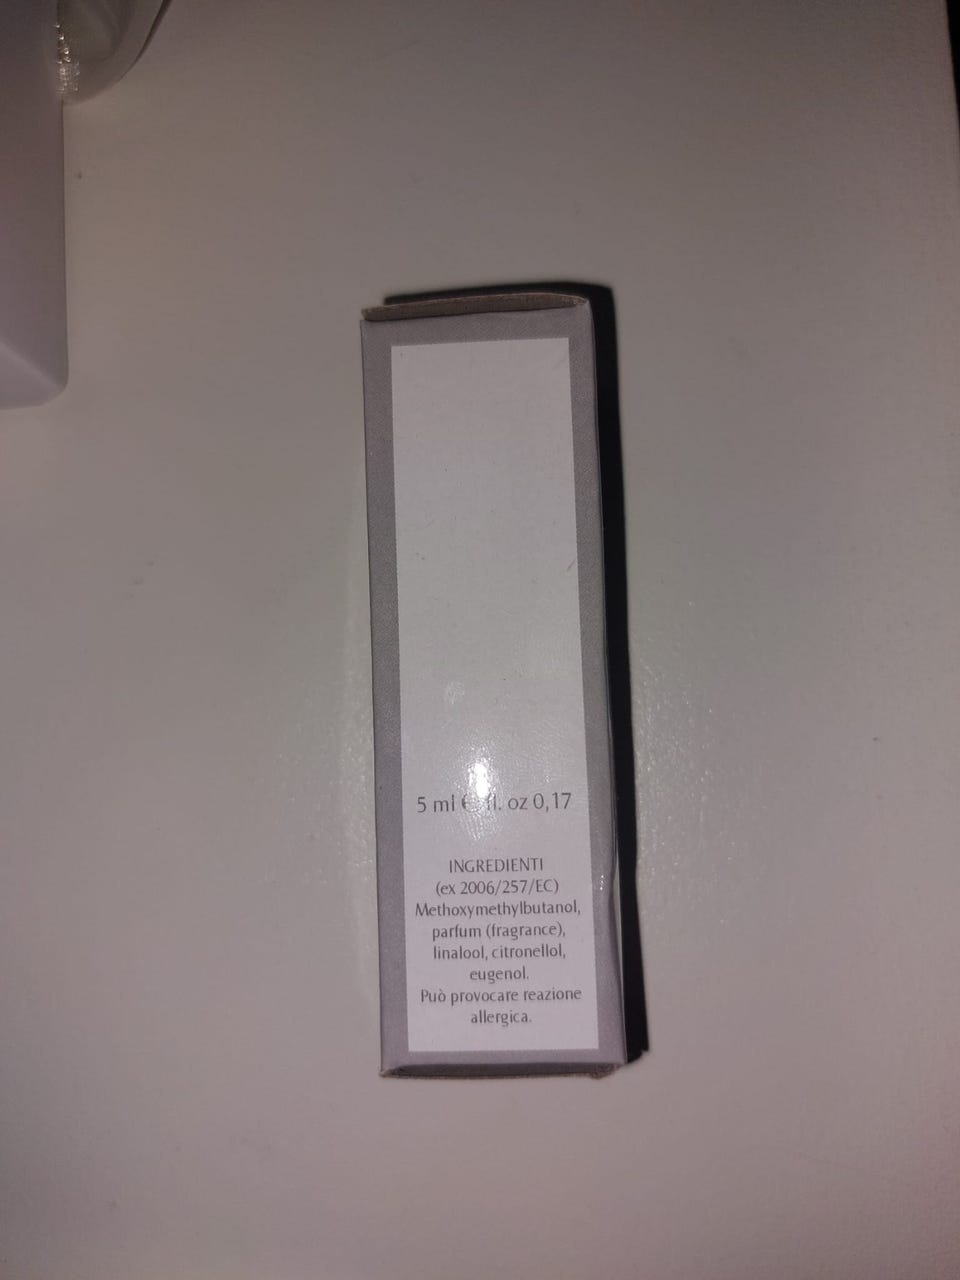 5 ml ℮ fl. oz 0,17
INGREDIENTI
(ex 2006/257/EC)
Methoxymethylbutanol,
parfum (fragrance),
linalool, citronellol,
eugenol.
Può provocare reazione
allergica.